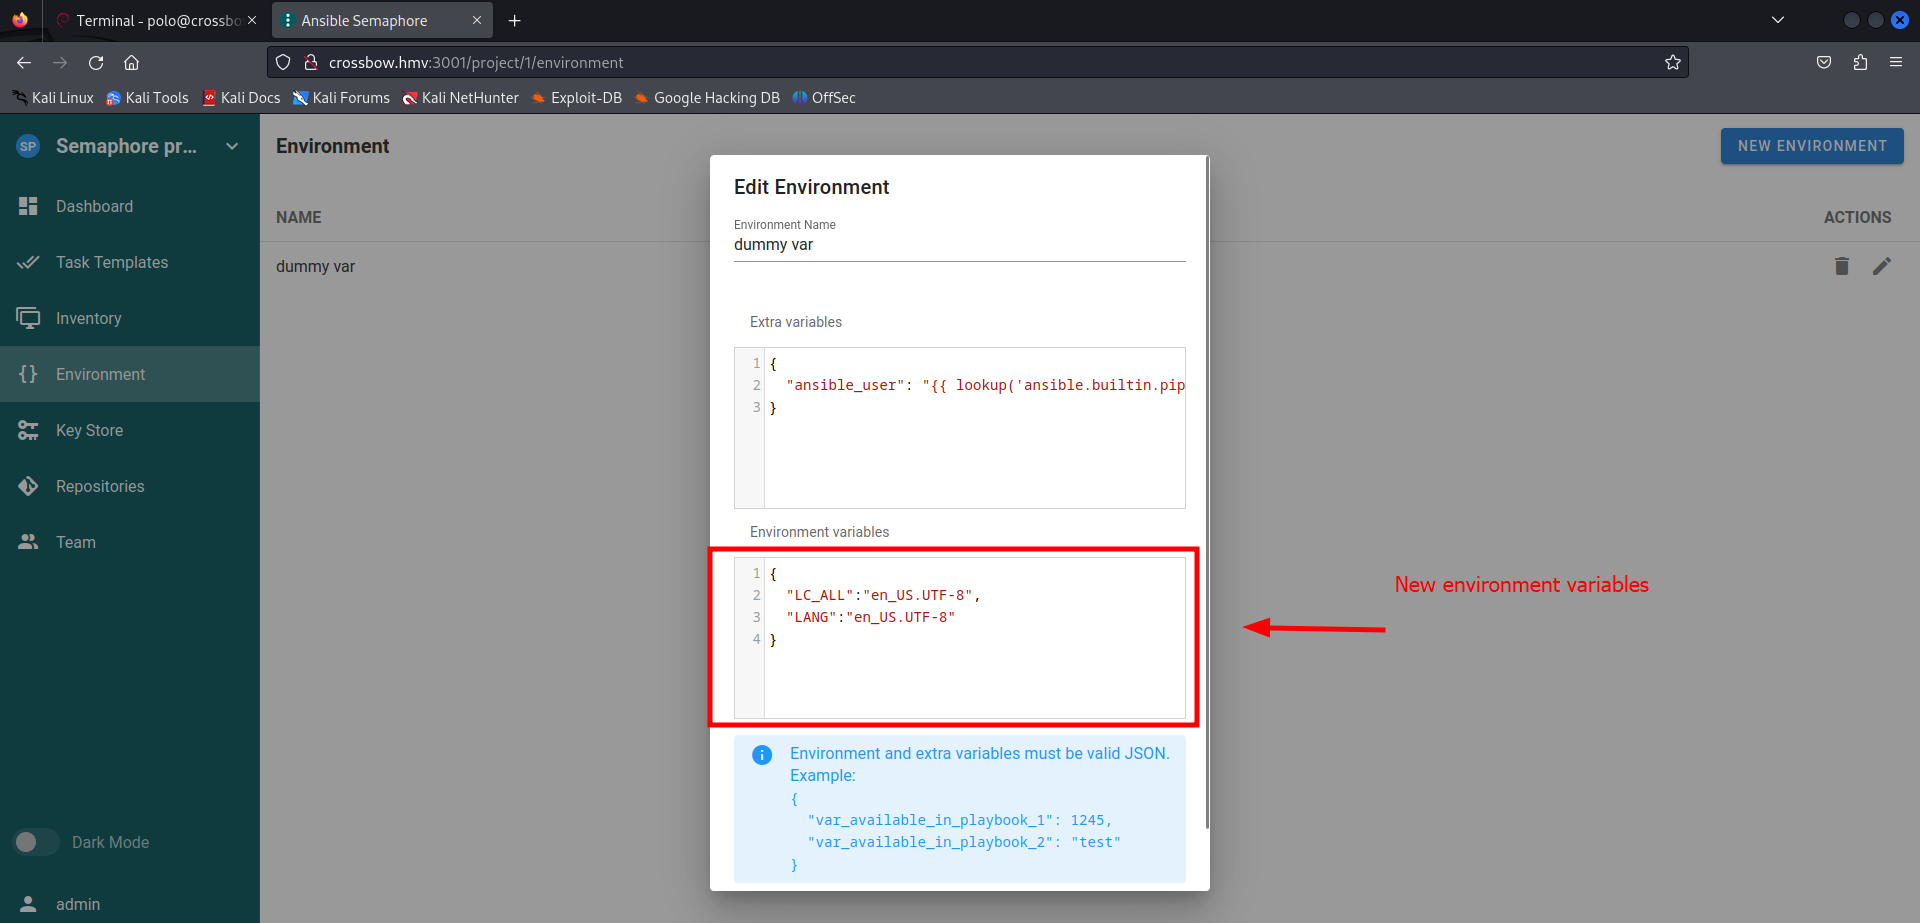 Terminal - polo@crossbo
Ansible Semaphore
crossbow.hmv:3001/project/1/environment
Kali Linux
Kali Tools
Kali Docs
Kali Forums
Kali NetHunter
Exploit-DB
Google Hacking DB
OffSec
SP
Semaphore pr...
Dashboard
Task Templates
Inventory
Environment
Key Store
Repositories
Team
Dark Mode
admin
Environment
NEW ENVIRONMENT
NAME
ACTIONS
dummy var
Edit Environment
Environment Name
dummy var
Extra variables
1 {
2   "ansible_user": "{{ lookup('ansible.builtin.pip
3 }
Environment variables
1 {
2   "LC_ALL":"en_US.UTF-8",
3   "LANG":"en_US.UTF-8"
4 }
New environment variables
Environment and extra variables must be valid JSON.
Example:
{
  "var_available_in_playbook_1": 1245,
  "var_available_in_playbook_2": "test"
}